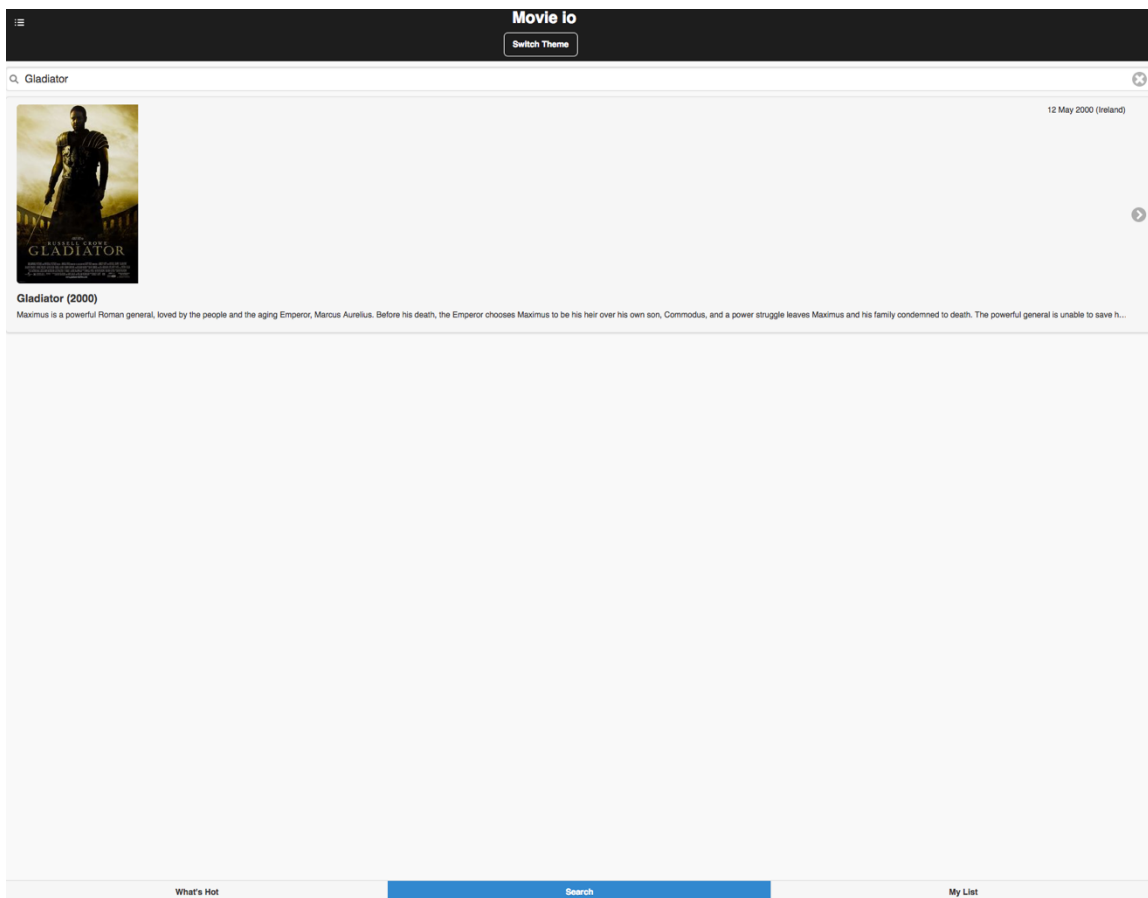 Movie io
Switch Theme
Gladiator
12 May 2000 (Ireland)
RUSSELL CROWE
GLADIATOR
Gladiator (2000)
Maximus is a powerful Roman general, loved by the people and the aging Emperor, Marcus Aurelius. Before his death, the Emperor chooses Maximus to be his heir over his own son, Commodus, and a power struggle leaves Maximus and his family condemned to death. The powerful general is unable to save h...
What's Hot
Search
My List